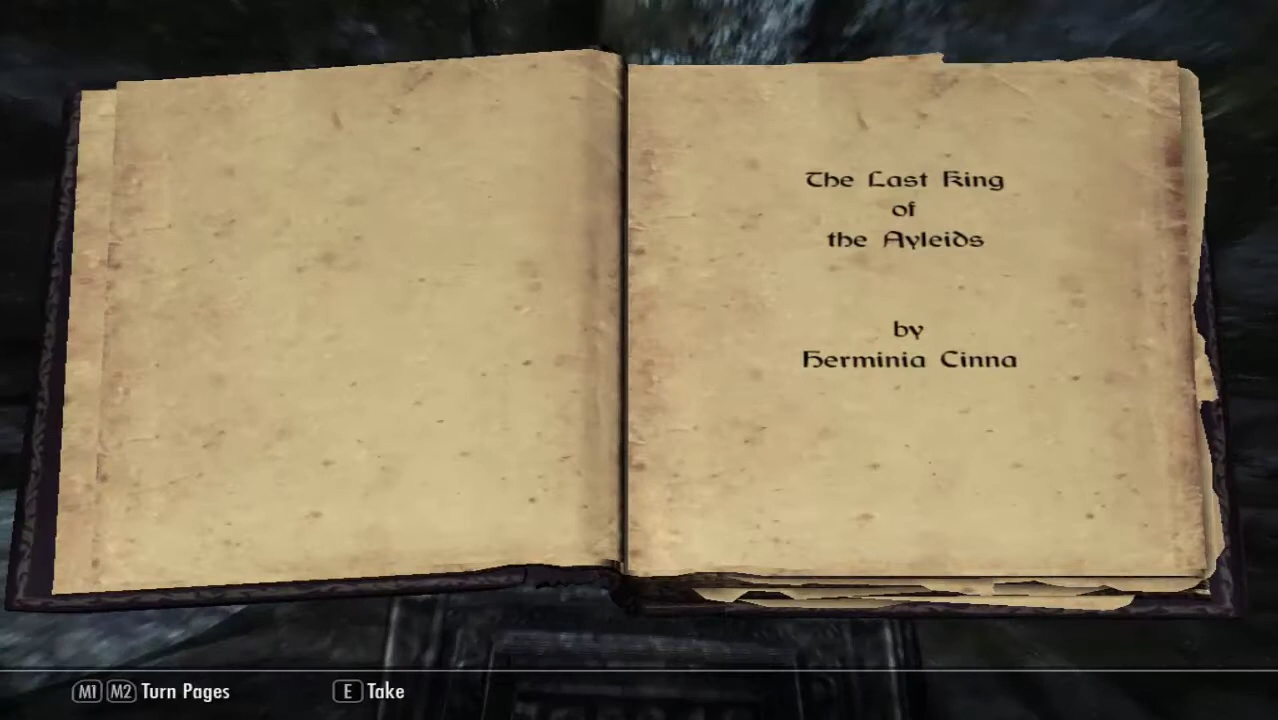 The Last King
of
the Ayleids
by
Herminia Cinna
M1 M2 Turn Pages
E Take